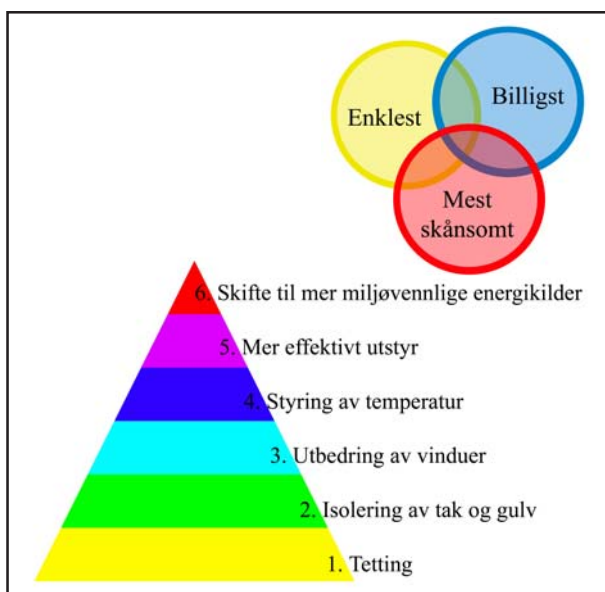 Enklest
Billigst
Mest
skånsomt
6. Skifte til mer miljøvennlige energikilder
5. Mer effektivt utstyr
4. Styring av temperatur
3. Utbedring av vinduer
2. Isolering av tak og gulv
1. Tetting